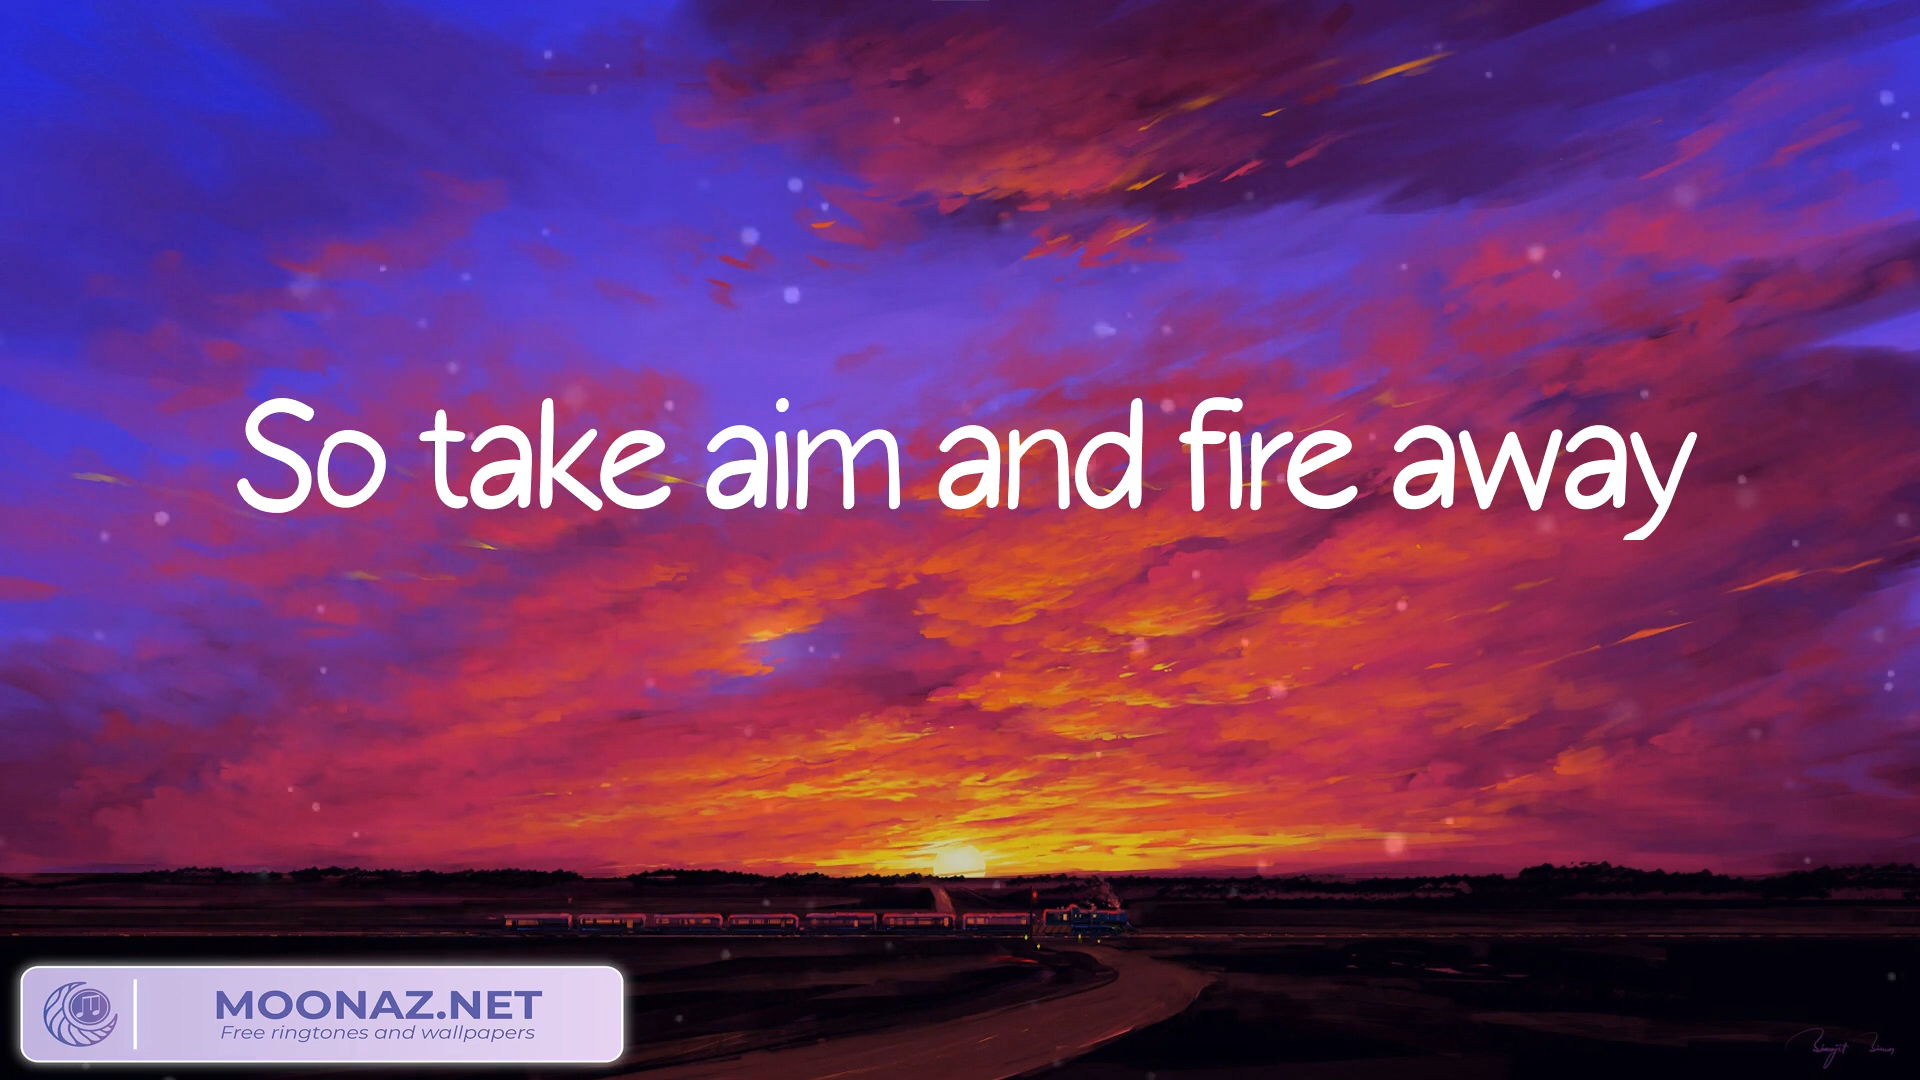 So take aim and fire away
MOONAZ.NET
Free ringtones and wallpapers